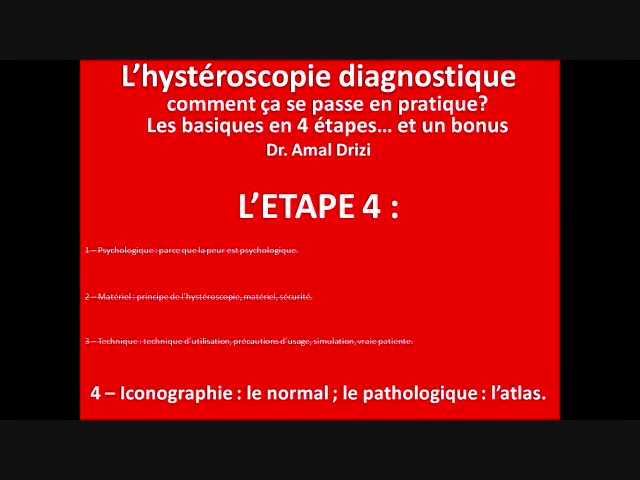 L’hystéroscopie diagnostique
comment ça se passe en pratique?
Les basiques en 4 étapes… et un bonus
Dr. Amal Drizi
L’ETAPE 4 :
1 – Psychologique : parce que la peur est psychologique.
2 – Matériel : principe de l’hystéroscopie, matériel, sécurité.
3 – Technique : technique d’utilisation, précautions d’usage, simulation, vraie patiente.
4 – Iconographie : le normal ; le pathologique : l’atlas.